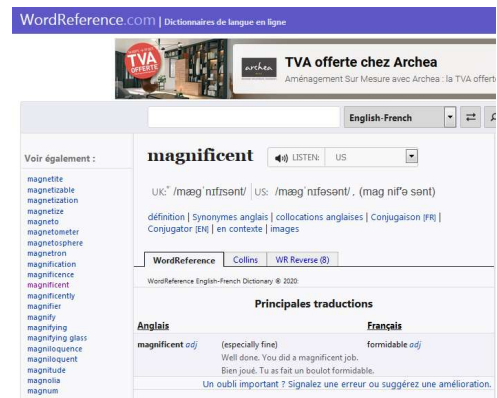 WordReference.com | Dictionnaires de langue en ligne
TVA OFFERTE
archea
TVA offerte chez Archea
Aménagement Sur Mesure avec Archea : la TVA offert
English-French
Voir également :
magnetite
magnetizable
magnetization
magnetize
magneto
magnetometer
magnetosphere
magnetron
magnification
magnificence
magnificent
magnificently
magnifier
magnify
magnifying
magnifying glass
magniloquence
magniloquent
magnitude
magnolia
magnum
magnificent
LISTEN: US
UK: /mægˈnɪfɪsənt/ US: /mægˈnɪfəsənt/ , (mag nif′ə sənt)
définition | Synonymes anglais | collocations anglaises | Conjugaison [FR] |
Conjugator [EN] | en contexte | images
WordReference Collins WR Reverse (8)
WordReference English-French Dictionary © 2020:
Principales traductions
Anglais Français
magnificent adj (especially fine) formidable adj
Well done. You did a magnificent job.
Bien joué. Tu as fait un boulot formidable.
Un oubli important ? Signalez une erreur ou suggérez une amélioration.